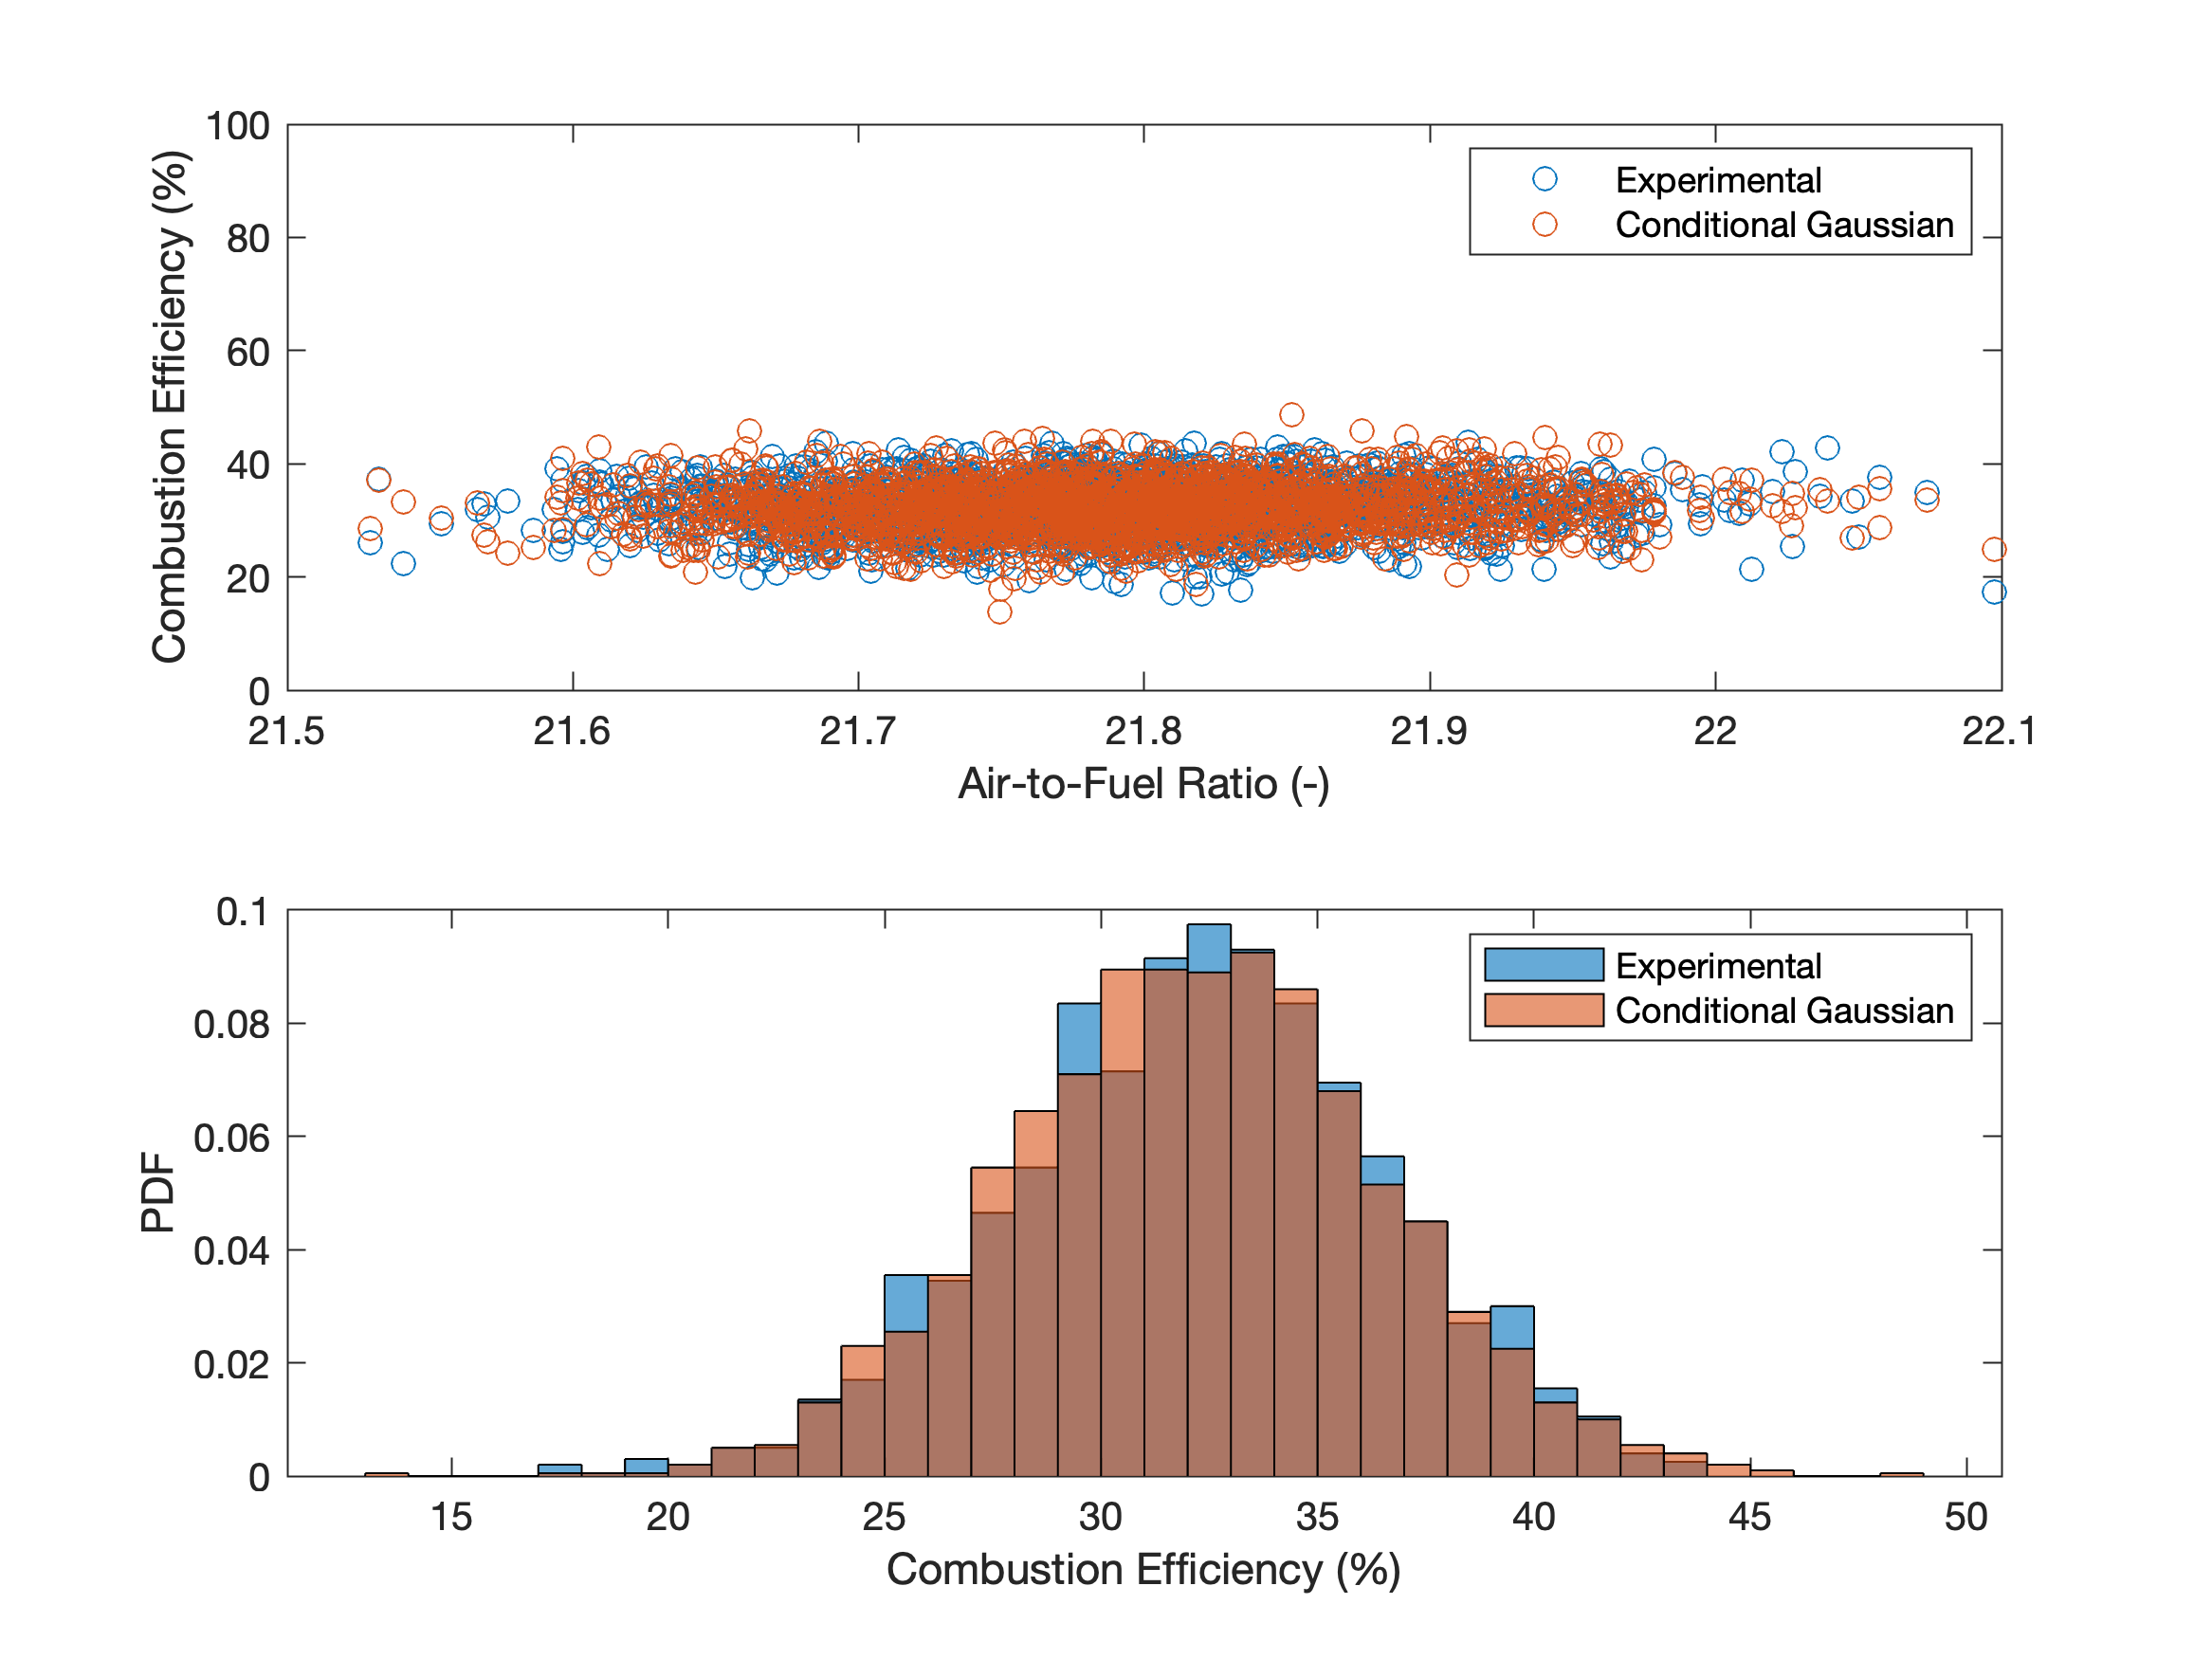 100
80
60
40
20
0
Combustion Efficiency (%)
Experimental
Conditional Gaussian
21.5 21.6 21.7 21.8 21.9 22 22.1
Air-to-Fuel Ratio (-)
0.1
0.08
0.06
0.04
0.02
0
PDF
Experimental
Conditional Gaussian
15 20 25 30 35 40 45 50
Combustion Efficiency (%)